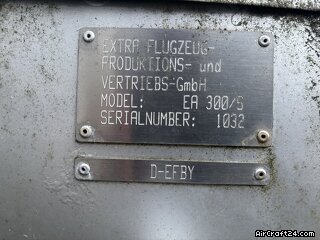 EXTRA FLUGZEUG-
PRODUKTIONS- und
VERTRIEBS-GmbH
MODEL: EA 300/S
SERIALNUMBER: 1032
D-EFBY
AirCraft24.com